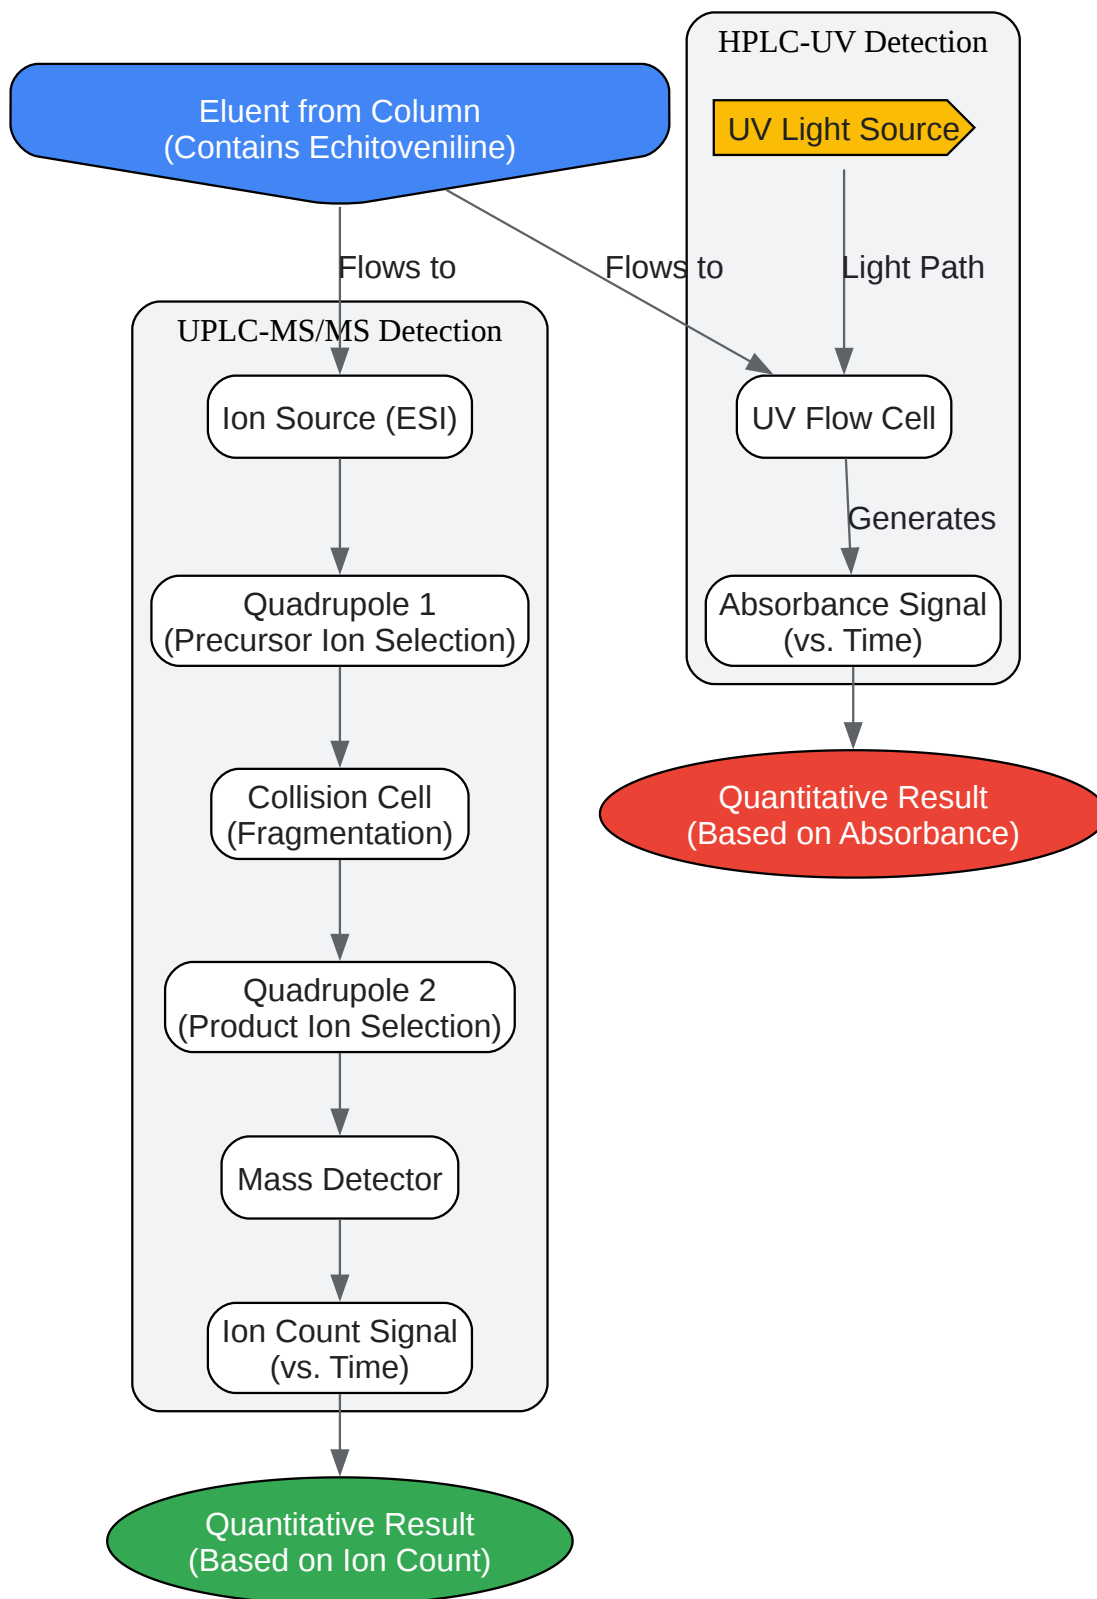 HPLC-UV Detection
Eluent from Column
(Contains Echitoveniline)
UV Light Source
Flows to
Flows to
Light Path
UPLC-MS/MS Detection
Ion Source (ESI)
UV Flow Cell
Generates
Quadrupole 1
(Precursor Ion Selection)
Absorbance Signal
(vs. Time)
Collision Cell
(Fragmentation)
Quantitative Result
(Based on Absorbance)
Quadrupole 2
(Product Ion Selection)
Mass Detector
Ion Count Signal
(vs. Time)
Quantitative Result
(Based on Ion Count)